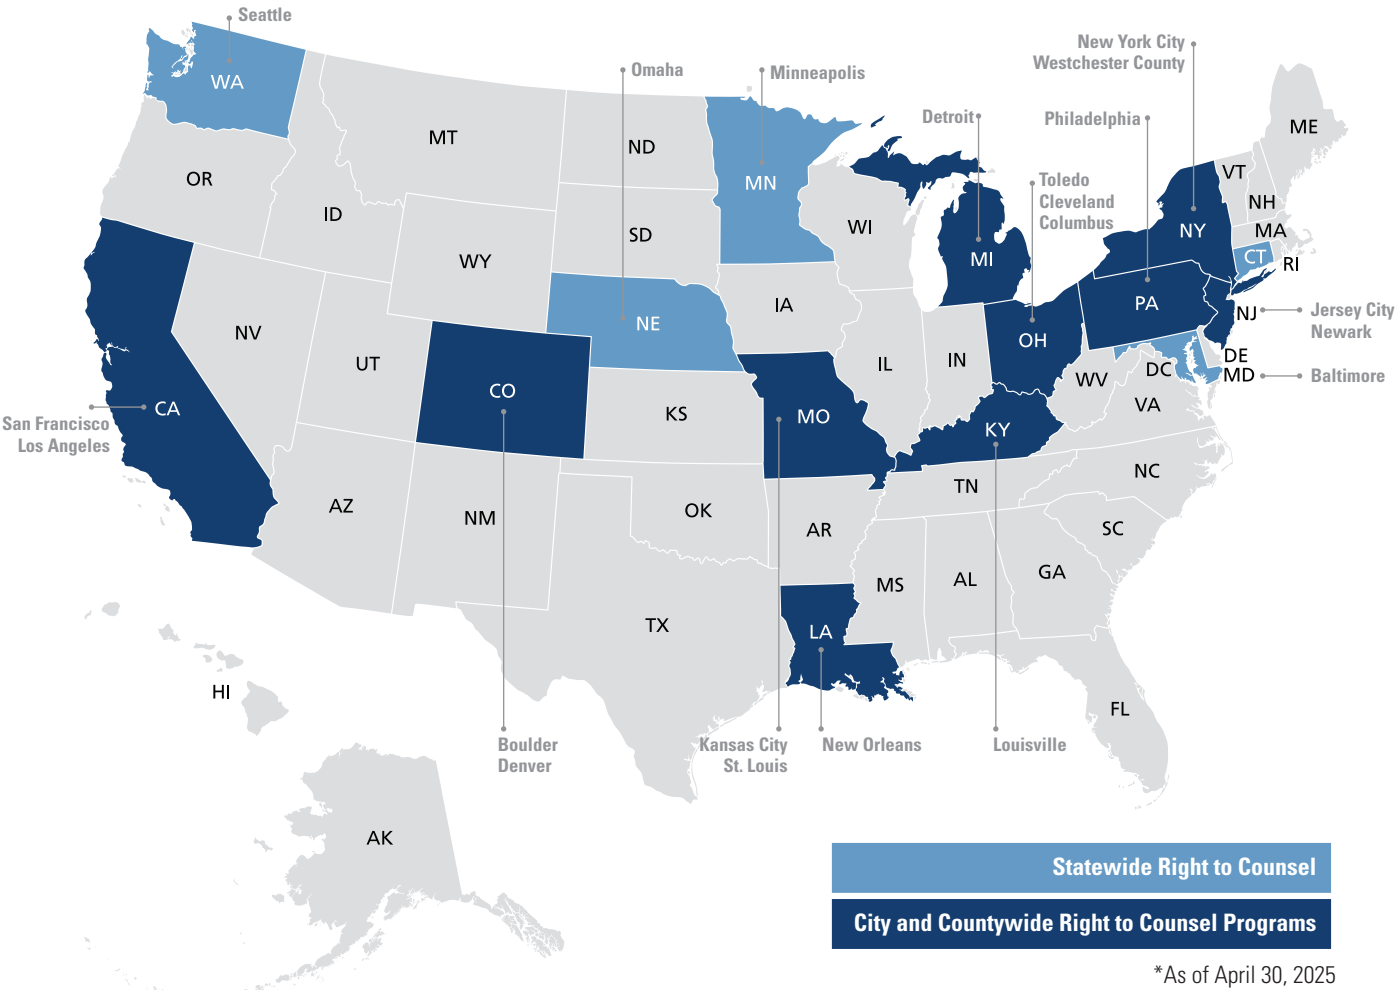 Seattle
Omaha
Minneapolis
New York City
Westchester County
Detroit
Philadelphia
Toledo
Cleveland
Columbus
WA
MT
ND
MN
OR
ID
WY
SD
WI
MI
NY
VT
NH
ME
MA
CT
RI
NV
UT
CO
NE
IA
IL
IN
OH
PA
NJ
Jersey City
Newark
DE
MD
Baltimore
DC
WV
VA
CA
San Francisco
Los Angeles
KS
MO
KY
TN
NC
AZ
NM
OK
AR
SC
MS
AL
GA
TX
LA
FL
HI
AK
Boulder
Denver
Kansas City
St. Louis
New Orleans
Louisville
Statewide Right to Counsel
City and Countywide Right to Counsel Programs
*As of April 30, 2025